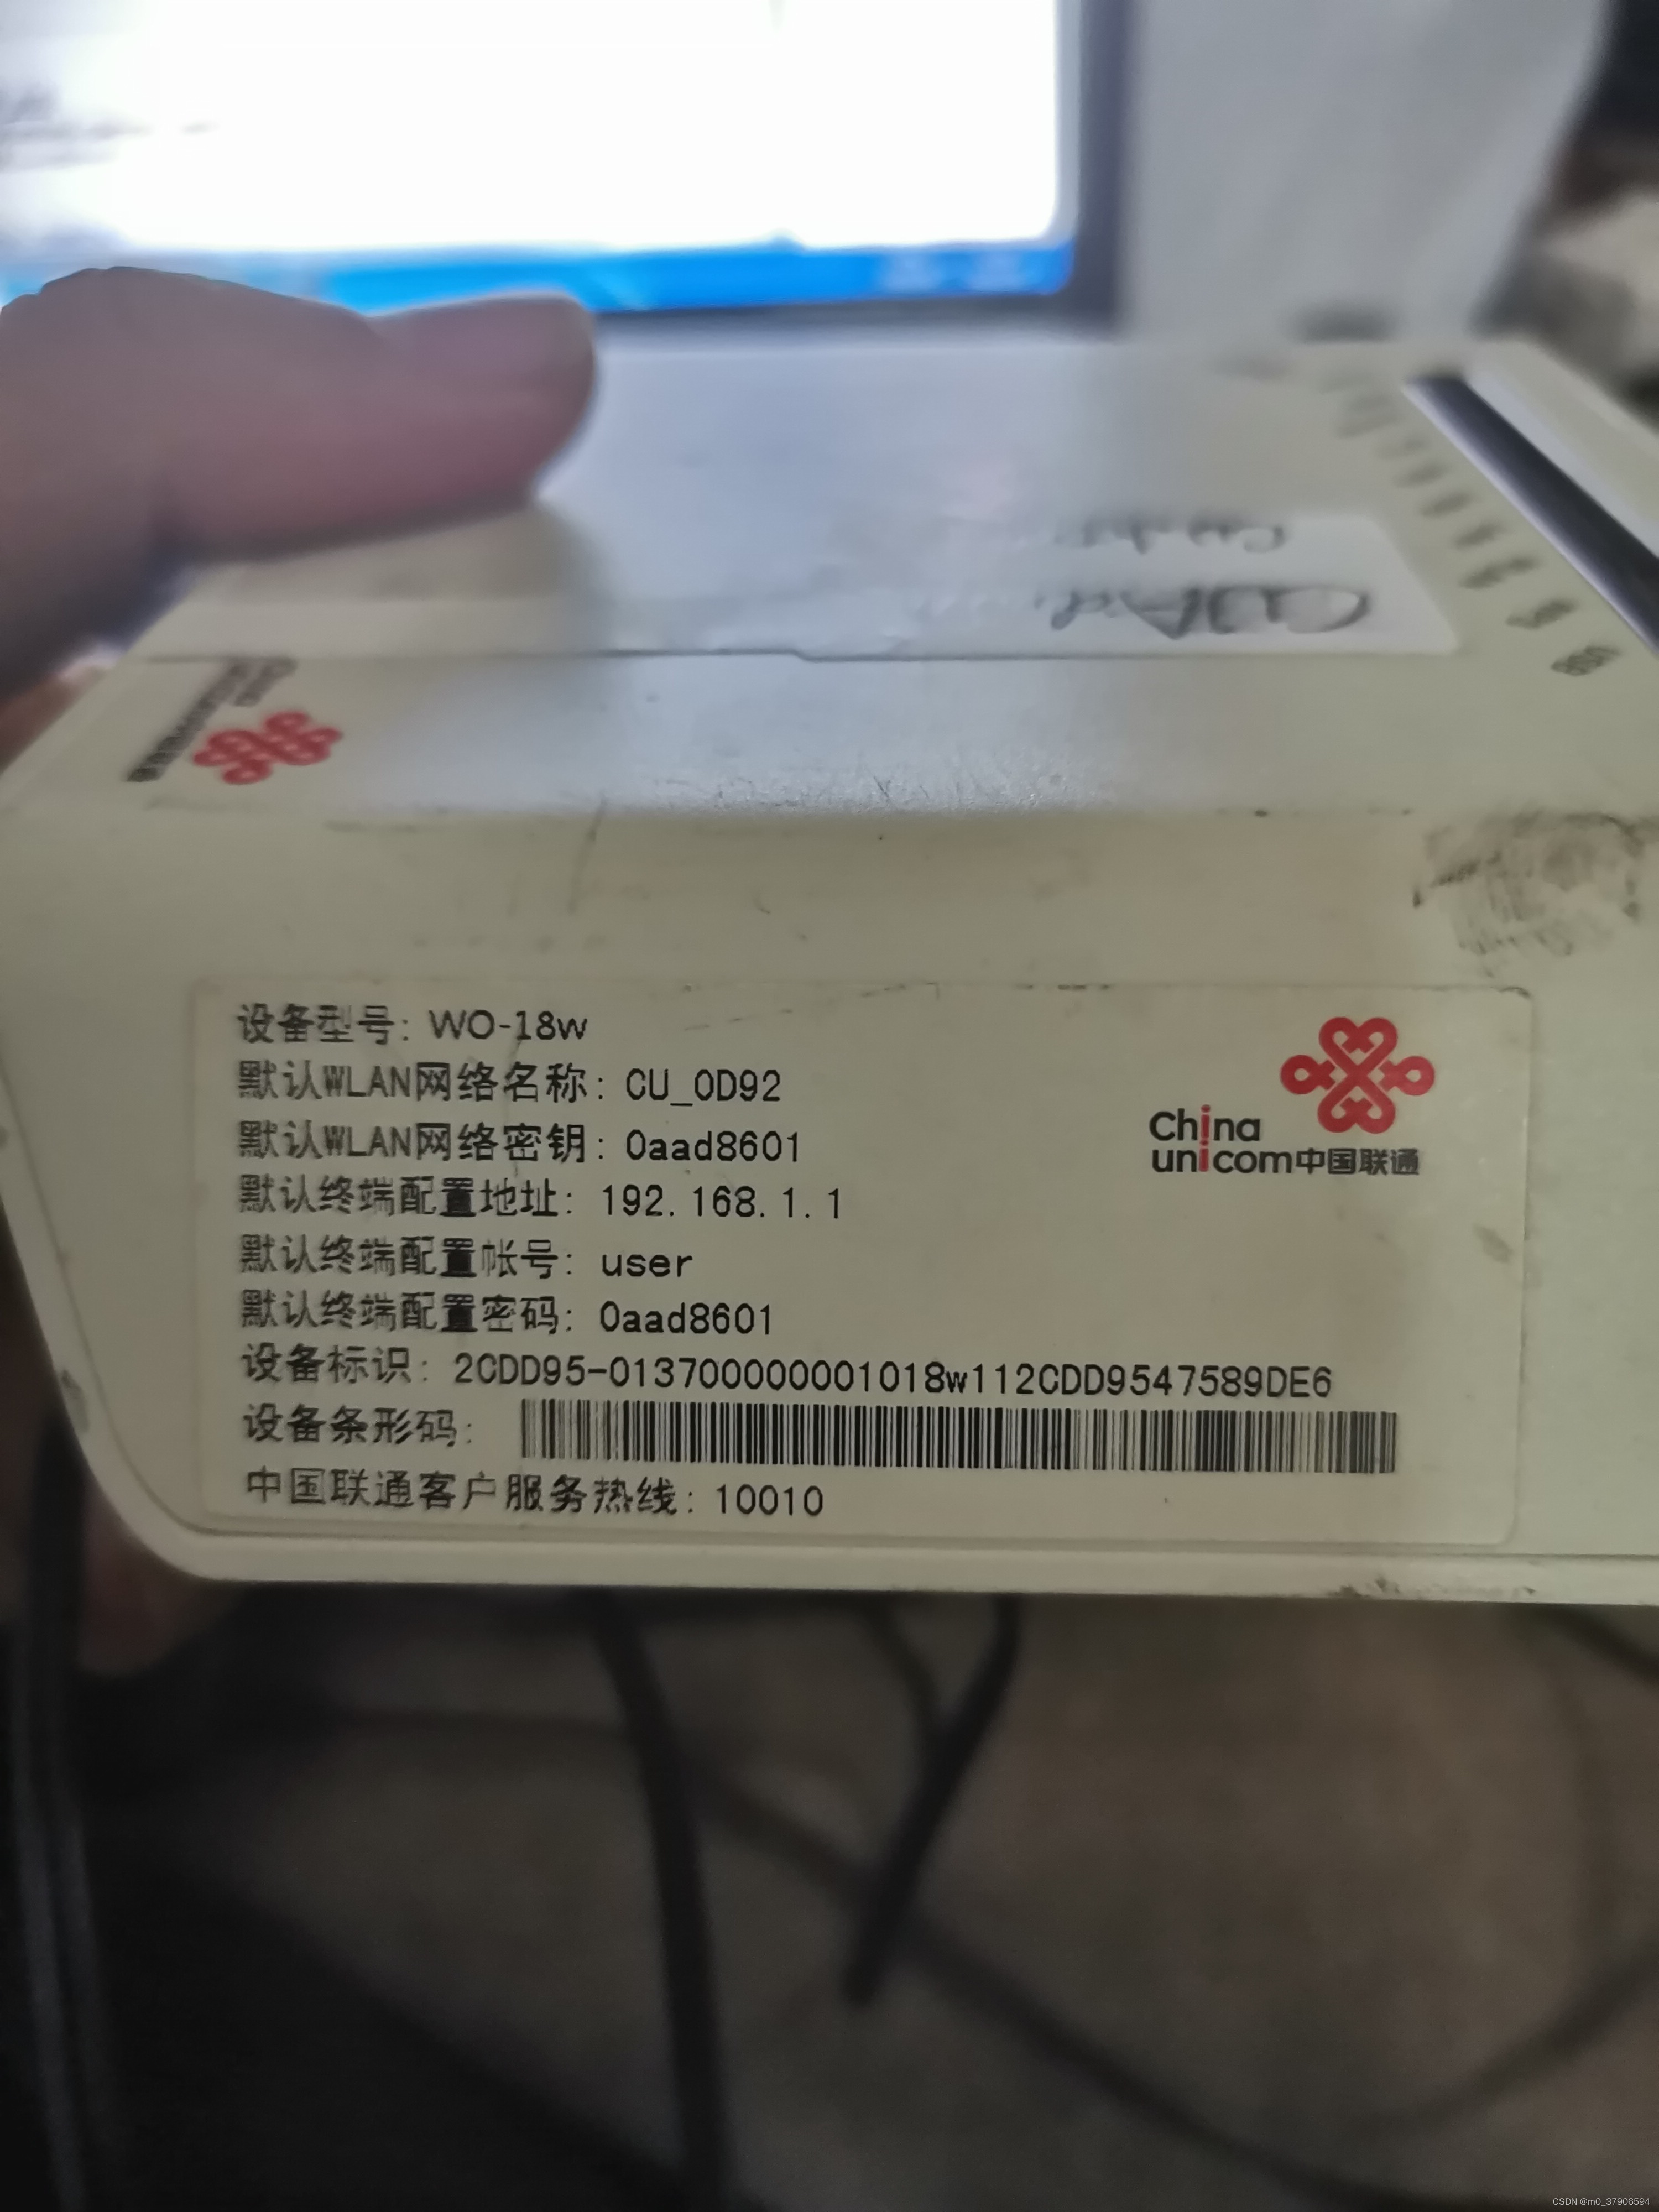 设备型号: WO-18w
默认WLAN网络名称: CU_0D92
默认WLAN网络密钥: 0aad8601
默认终端配置地址: 192.168.1.1
默认终端配置帐号: user
默认终端配置密码: 0aad8601
设备标识: 2CDD95-013700000001018w112CDD9547589DE6
设备条形码:
中国联通客户服务热线: 10010
China
unicom中国联通
CSDN @m0_37906594